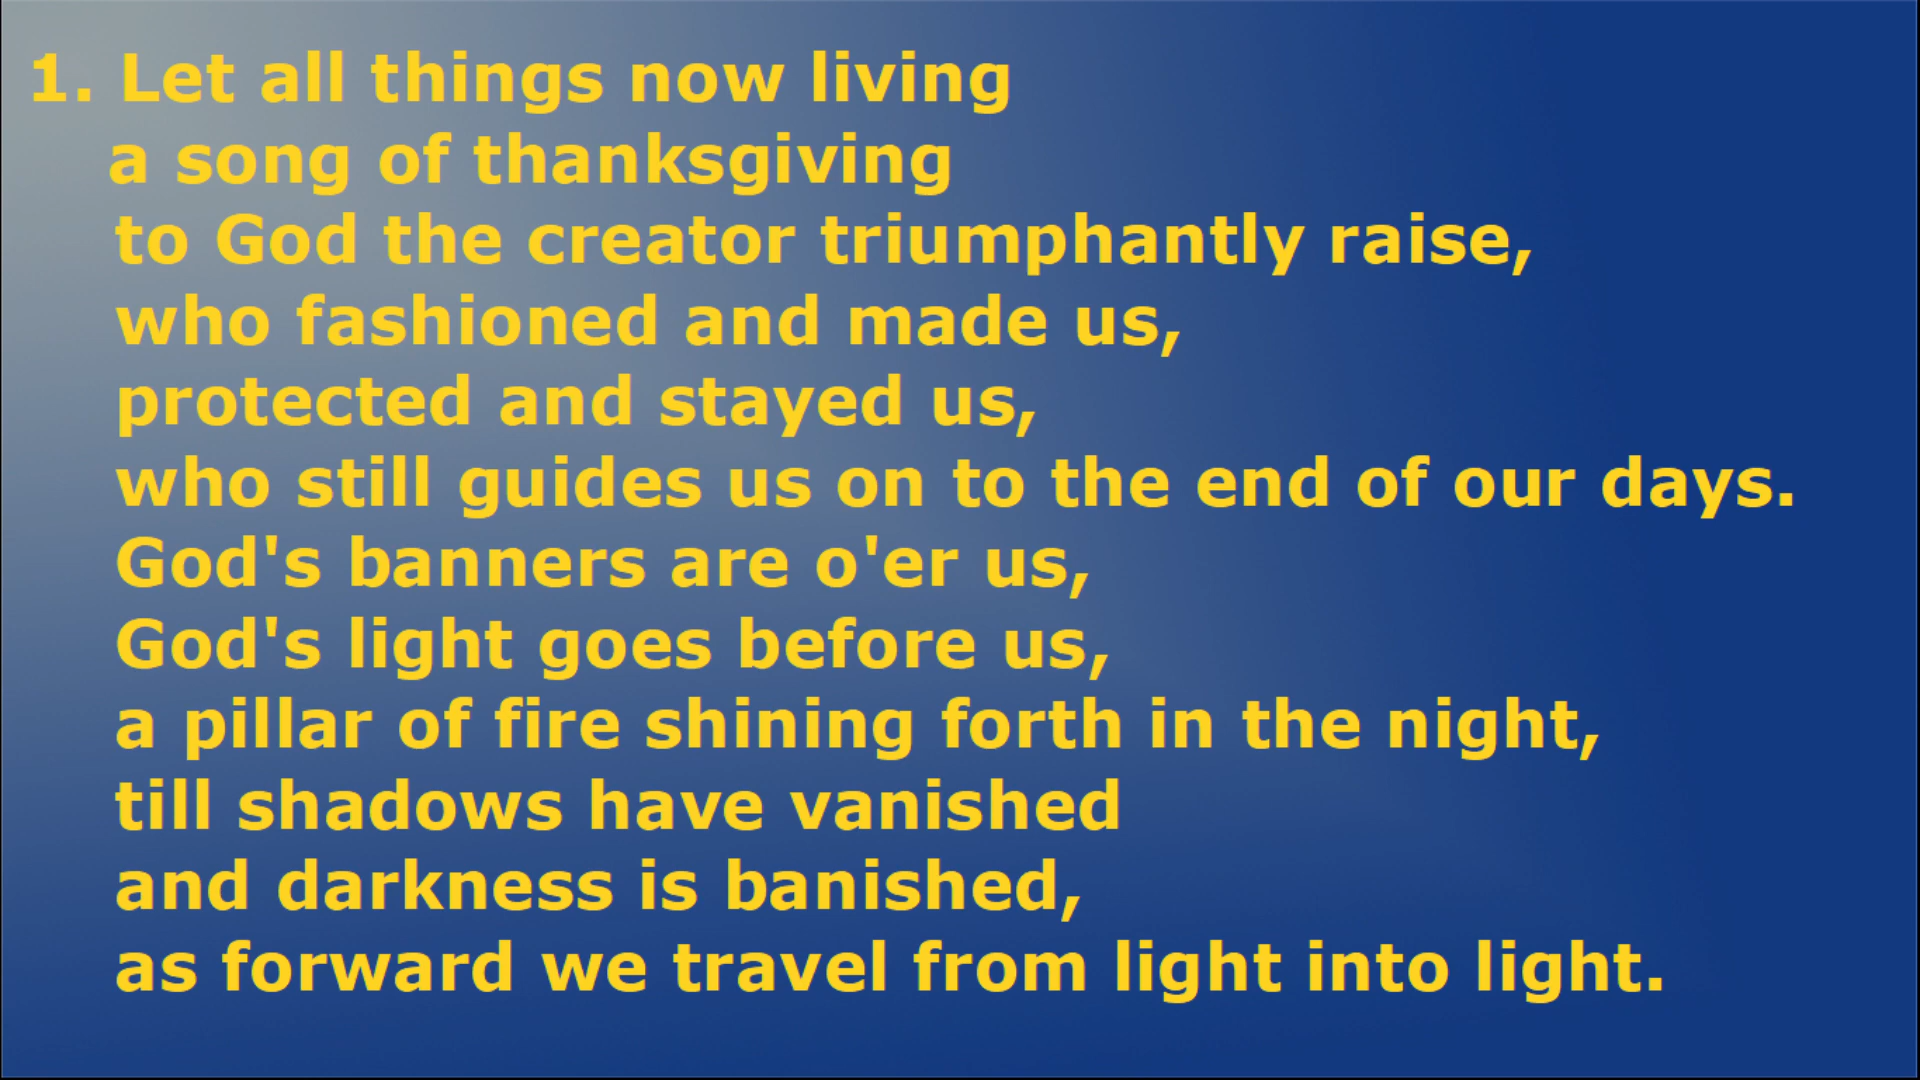 1. Let all things now living
a song of thanksgiving
to God the creator triumphantly raise,
who fashioned and made us,
protected and stayed us,
who still guides us on to the end of our days.
God's banners are o'er us,
God's light goes before us,
a pillar of fire shining forth in the night,
till shadows have vanished
and darkness is banished,
as forward we travel from light into light.